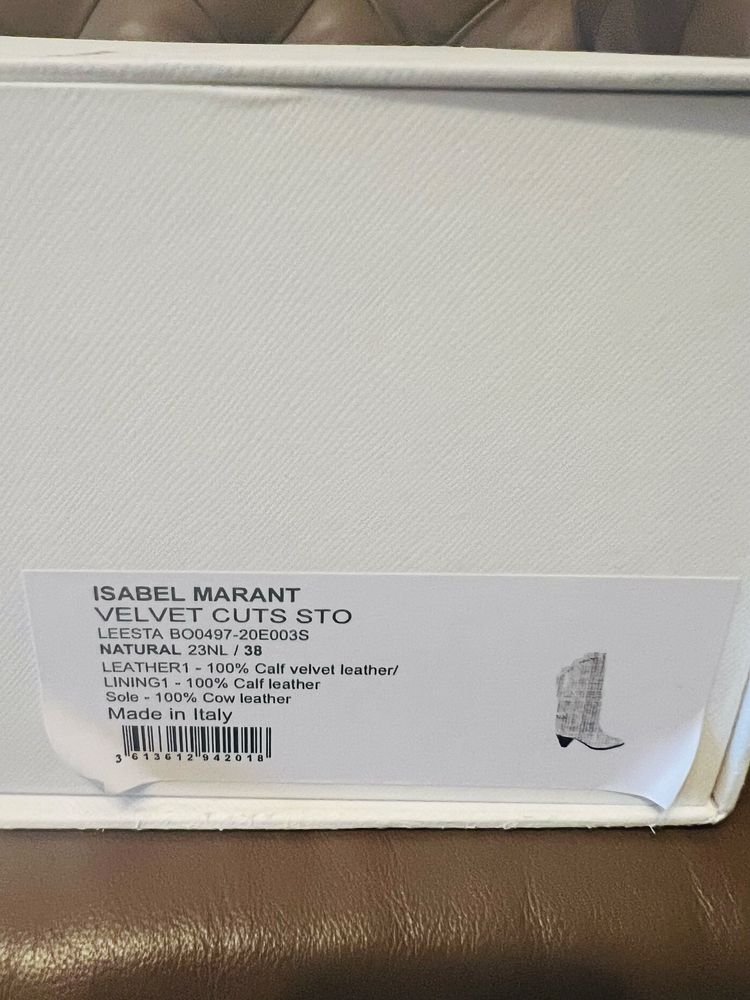 ISABEL MARANT
VELVET CUTS STO
LEESTA BO0497-20E003S
NATURAL 23NL / 38
LEATHER1 - 100% Calf velvet leather/
LINING1 - 100% Calf leather
Sole - 100% Cow leather
Made in Italy
3613612942018